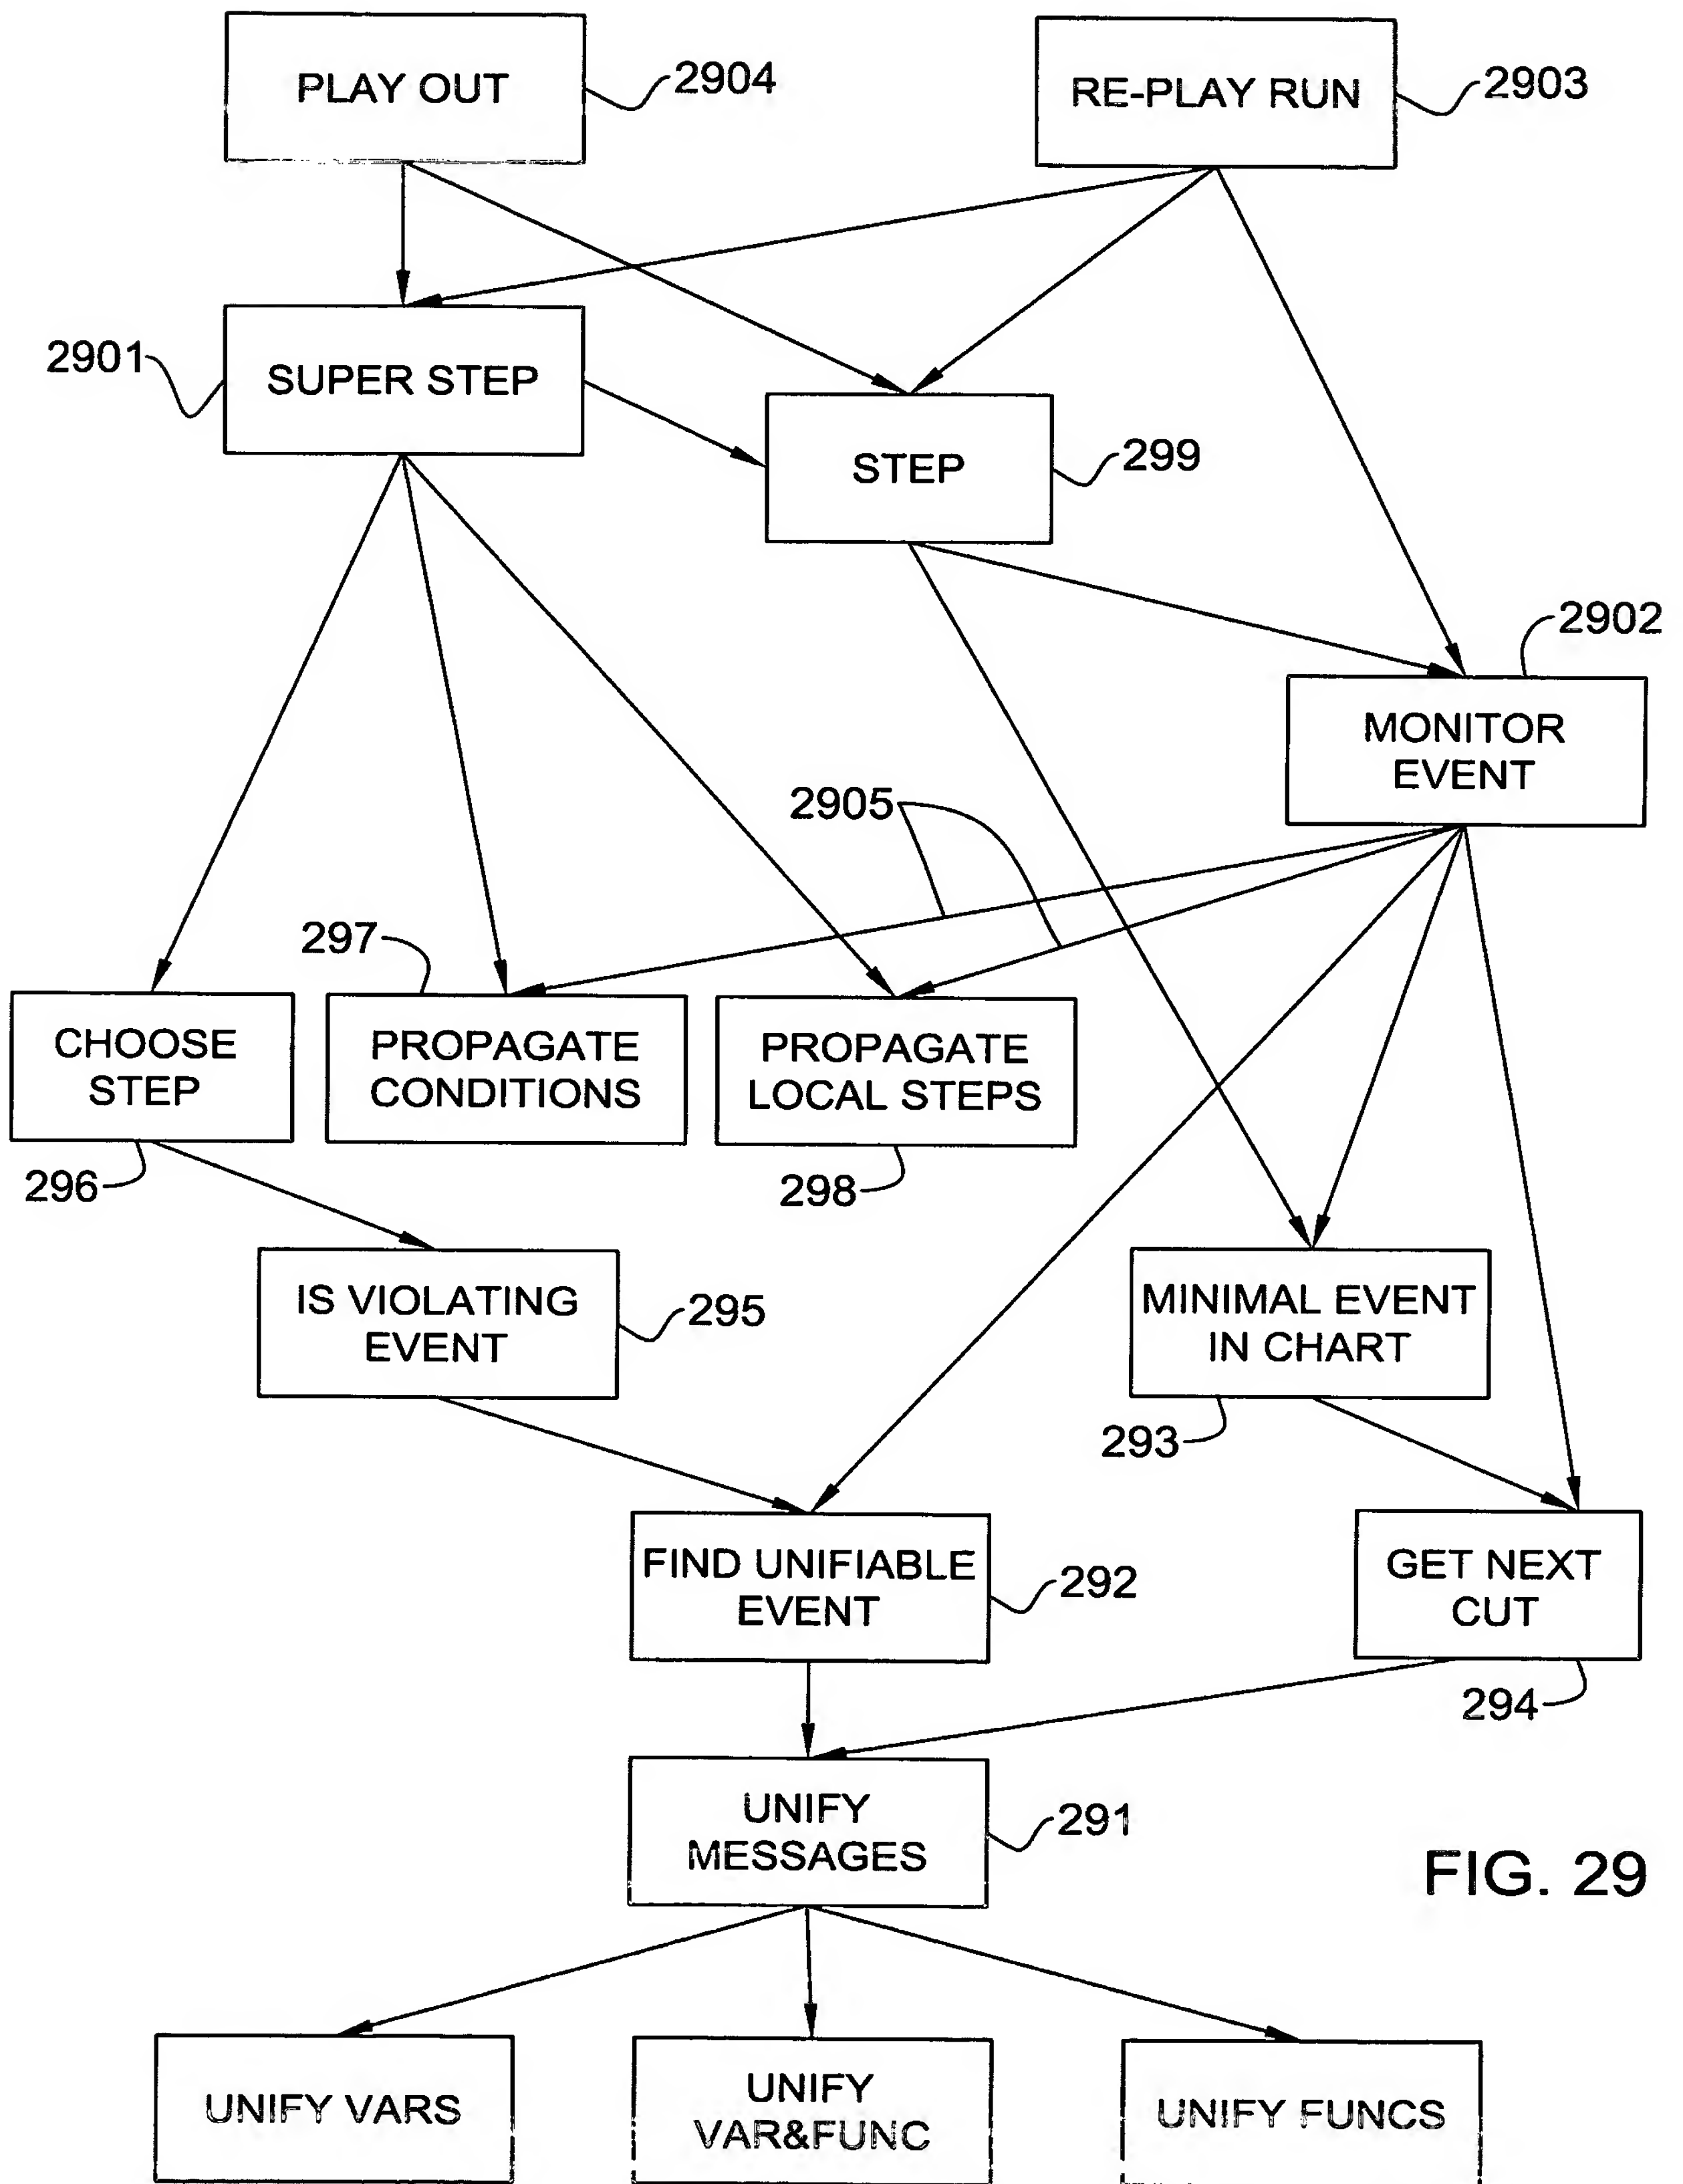 PLAY OUT
2904
RE-PLAY RUN
2903
2901
SUPER STEP
STEP
299
2902
MONITOR
EVENT
2905
297
CHOOSE
STEP
PROPAGATE
CONDITIONS
PROPAGATE
LOCAL STEPS
296
298
IS VIOLATING
EVENT
295
MINIMAL EVENT
IN CHART
293
FIND UNIFIABLE
EVENT
292
GET NEXT
CUT
294
UNIFY
MESSAGES
291
FIG. 29
UNIFY VARS
UNIFY
VAR&FUNC
UNIFY FUNCS